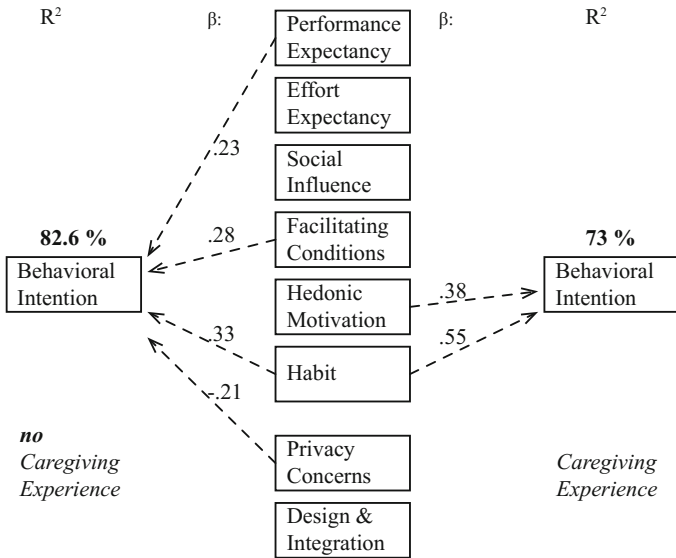 R²
β:
β:
R²
Performance
Expectancy
Effort
Expectancy
.23
Social
Influence
82.6 %
.28
Facilitating
Conditions
73 %
Behavioral
Intention
Hedonic
Motivation
.38
Behavioral
Intention
.33
Habit
.55
-.21
no
Caregiving
Experience
Privacy
Concerns
Caregiving
Experience
Design &
Integration